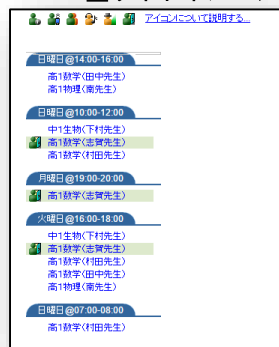 アイコンについて説明する...
日曜日@14:00-16:00
高1数学(田中先生)
高1物理(南先生)
日曜日@10:00-12:00
中1生物(下村先生)
高1数学(志賀先生)
高1数学(村田先生)
月曜日@19:00-20:00
高1数学(志賀先生)
火曜日@16:00-18:00
中1生物(下村先生)
高1数学(志賀先生)
高1数学(村田先生)
高1数学(田中先生)
高1物理(南先生)
日曜日@07:00-08:00
高1数学(村田先生)